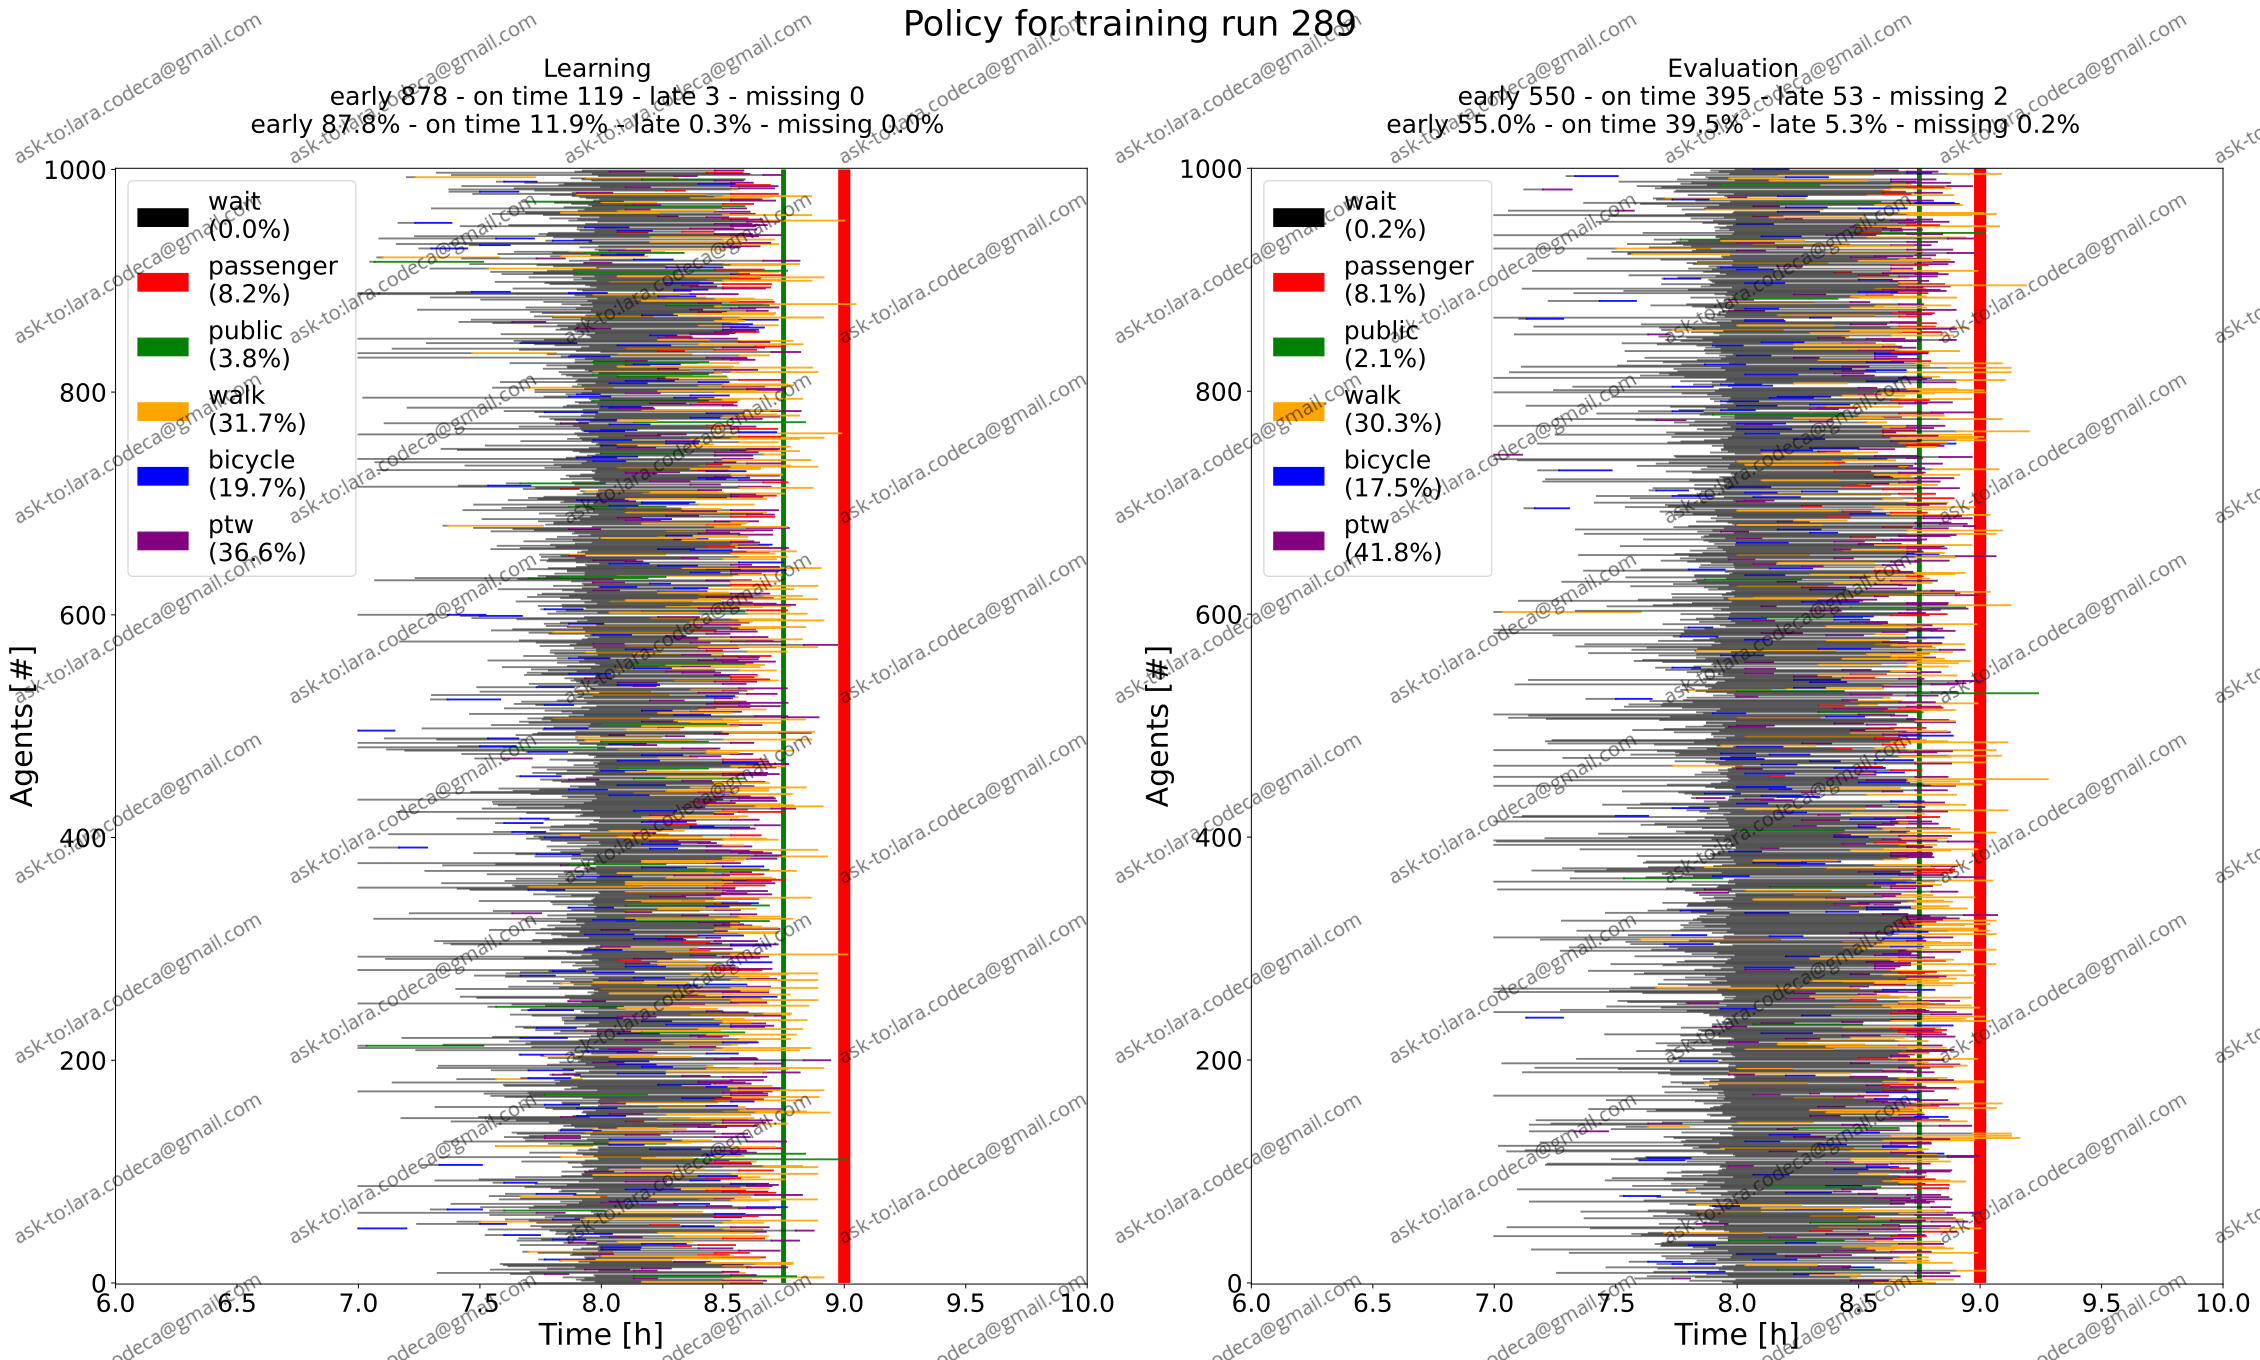 Policy for training run 289
Learning
early 878 - on time 119 - late 3 - missing 0
early 87.8% - on time 11.9% - late 0.3% - missing 0.0%
1000
800
600
400
200
0
Agents [#]
wait
(0.0%)
passenger
(8.2%)
public
(3.8%)
walk
(31.7%)
bicycle
(19.7%)
ptw
(36.6%)
6.0 6.5 7.0 7.5 8.0 8.5 9.0 9.5 10.0
Time [h]
Evaluation
early 550 - on time 395 - late 53 - missing 2
early 55.0% - on time 39.5% - late 5.3% - missing 0.2%
1000
800
600
400
200
0
Agents [#]
wait
(0.2%)
passenger
(8.1%)
public
(2.1%)
walk
(30.3%)
bicycle
(17.5%)
ptw
(41.8%)
6.0 6.5 7.0 7.5 8.0 8.5 9.0 9.5 10.0
Time [h]
ask-to:lara.codeca@gmail.com